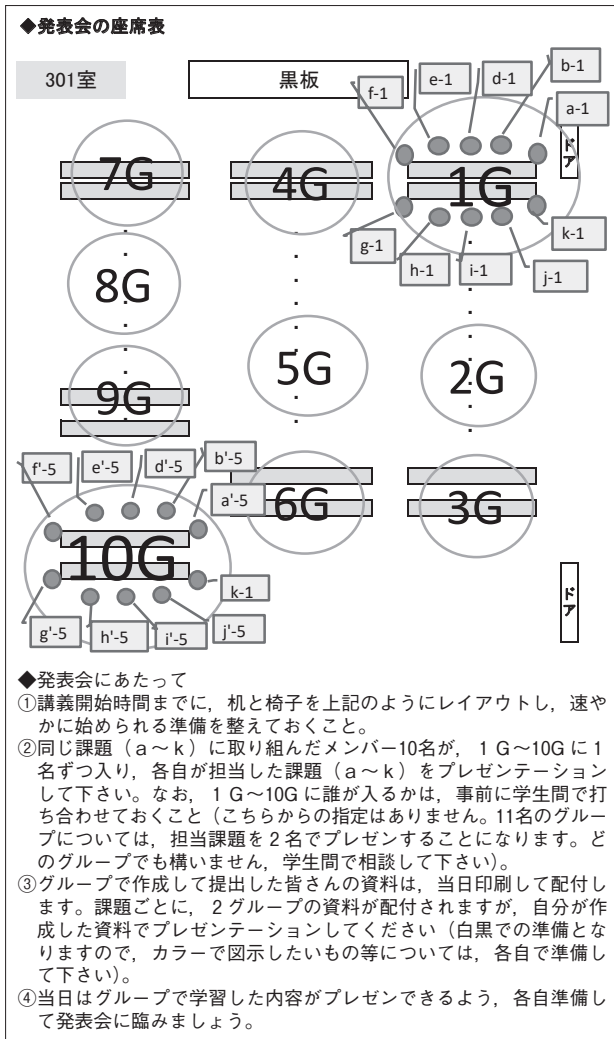 ◆発表会の座席表
301室
黒板
f-1
e-1
d-1
b-1
a-1
ドア
7G
4G
1G
g-1
h-1
i-1
j-1
k-1
8G
5G
2G
9G
f'-5
e'-5
d'-5
b'-5
a'-5
6G
3G
10G
k-1
g'-5
h'-5
i'-5
j'-5
ドア
◆発表会にあたって
①講義開始時間までに，机と椅子を上記のようにレイアウトし，速や
かに始められる準備を整えておくこと。
②同じ課題（ａ〜ｋ）に取り組んだメンバー10名が，１Ｇ〜10Ｇに１
名ずつ入り，各自が担当した課題（ａ〜ｋ）をプレゼンテーション
して下さい。なお，１Ｇ〜10Ｇに誰が入るかは，事前に学生間で打
ち合わせておくこと（こちらからの指定はありません。11名のグルー
プについては，担当課題を２名でプレゼンすることになります。ど
のグループでも構いません，学生間で相談して下さい）。
③グループで作成して提出した皆さんの資料は，当日印刷して配付し
ます。課題ごとに，２グループの資料が配付されますが，自分が作
成した資料でプレゼンテーションしてください（白黒での準備とな
りますので，カラーで図示したいもの等については，各自で準備し
て下さい）。
④当日はグループで学習した内容がプレゼンできるよう，各自準備し
て発表会に臨みましょう。